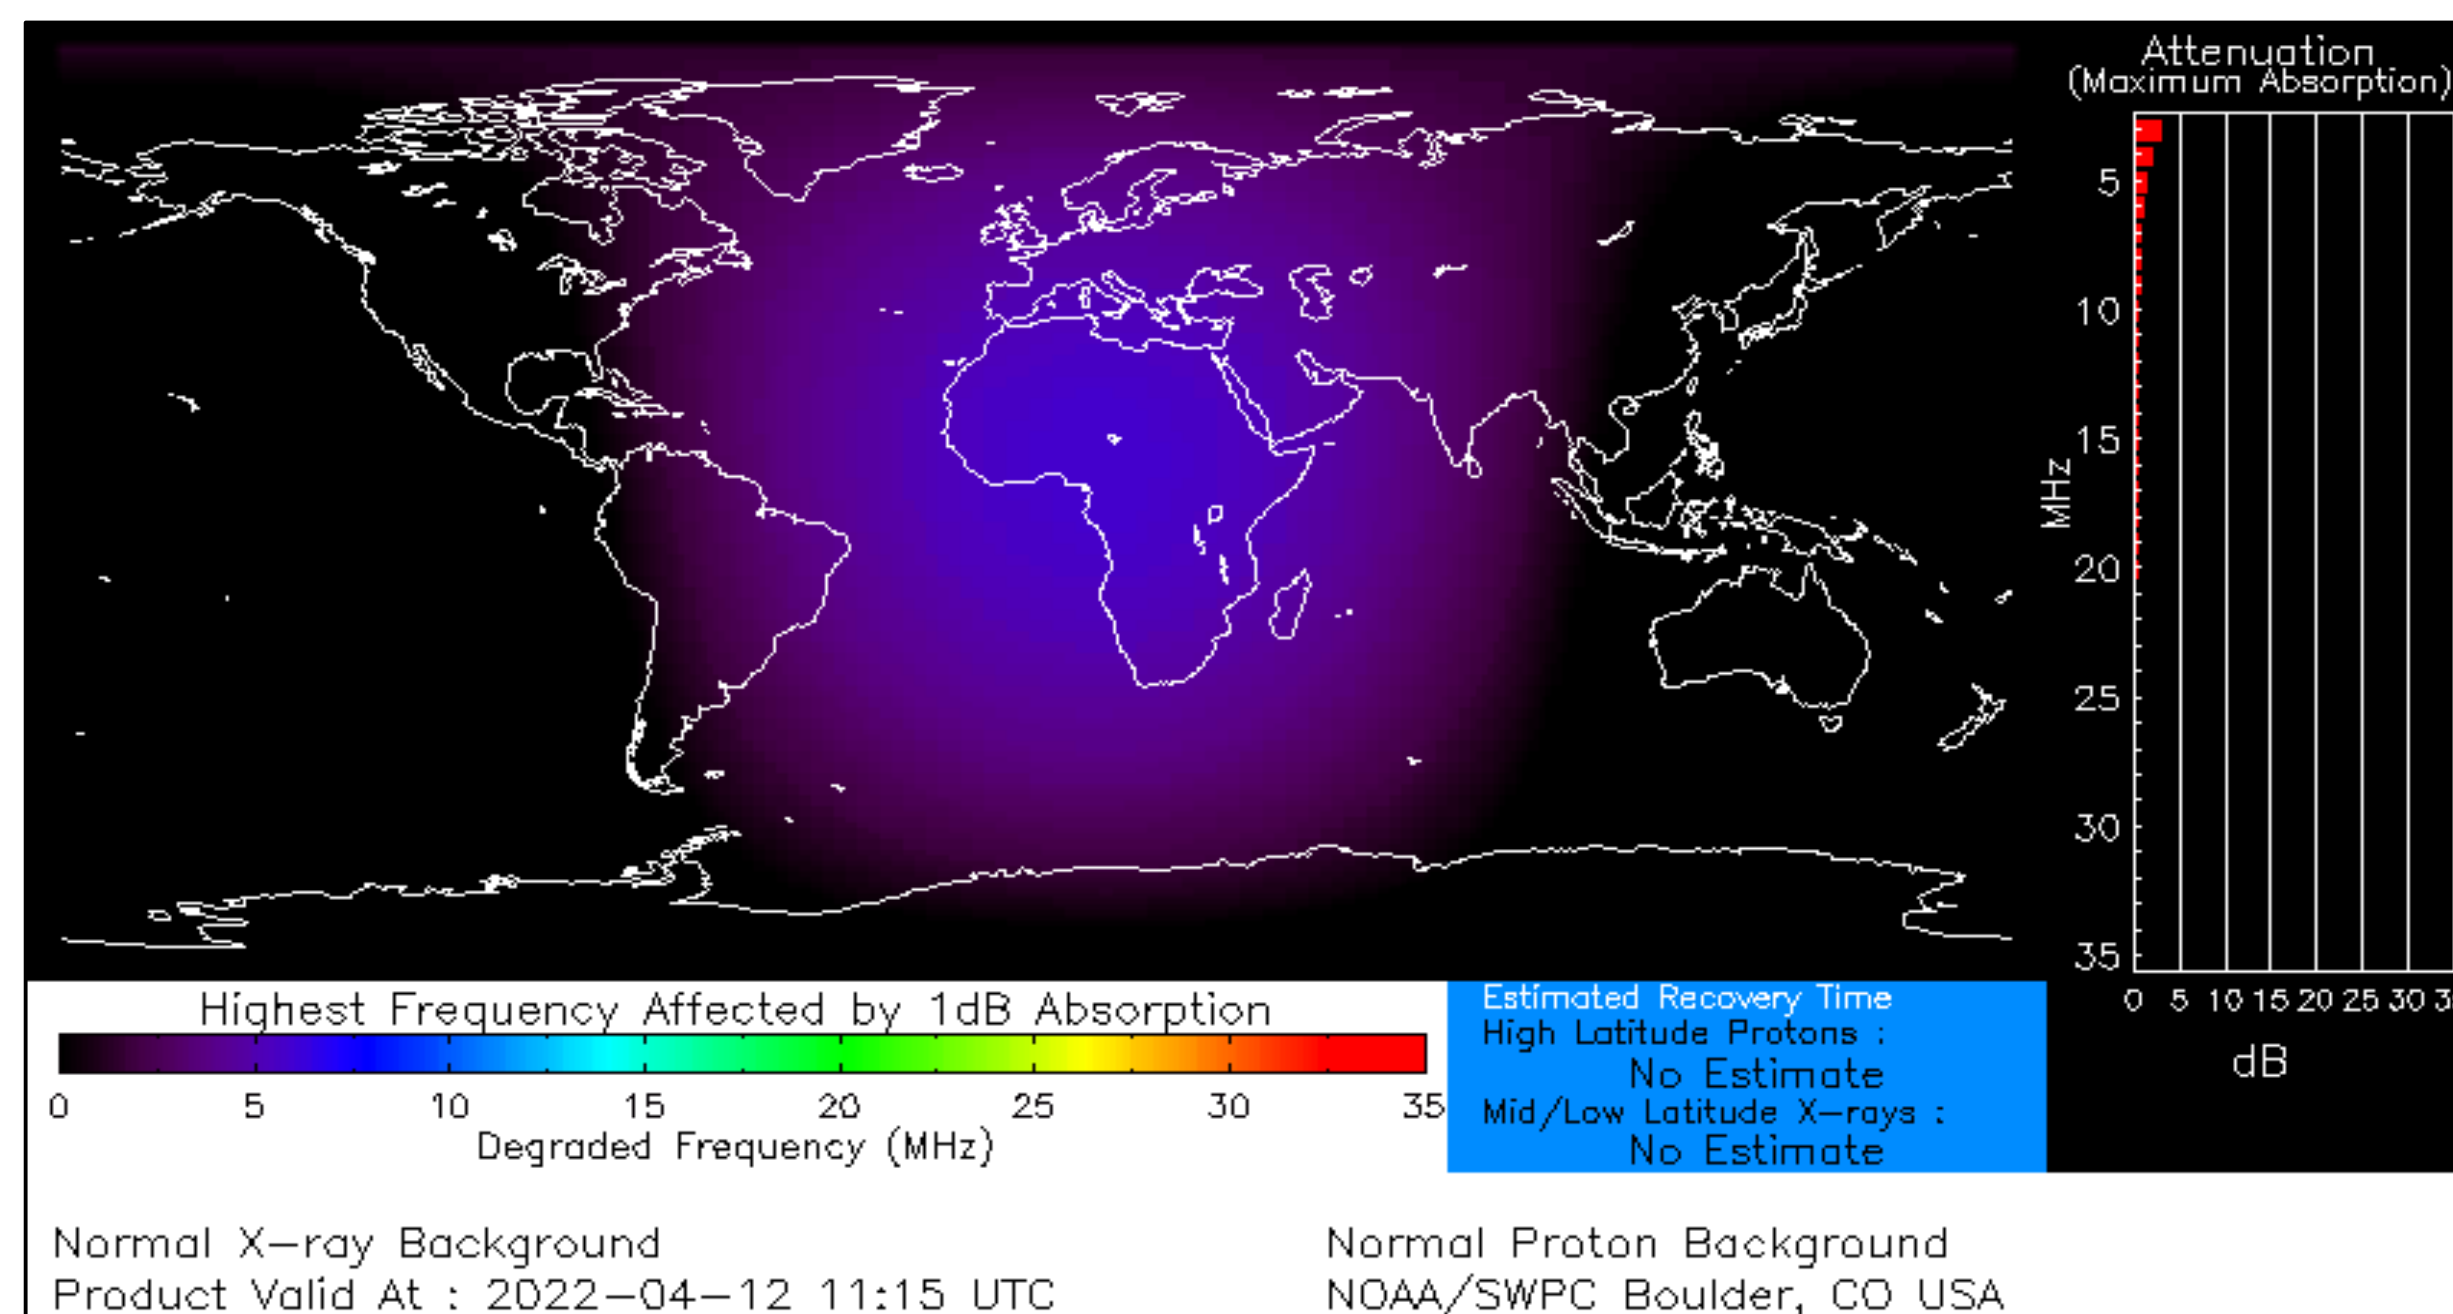 Attenuation
(Maximum Absorption)
5
10
15
20
25
30
35
MHz
0 5 10 15 20 25 30
dB
Highest Frequency Affected by 1dB Absorption
0 5 10 15 20 25 30 35
Degraded Frequency (MHz)
Estimated Recovery Time
High Latitude Protons :
No Estimate
Mid/Low Latitude X-rays :
No Estimate
Normal X-ray Background
Normal Proton Background
Product Valid At : 2022-04-12 11:15 UTC
NOAA/SWPC Boulder, CO USA